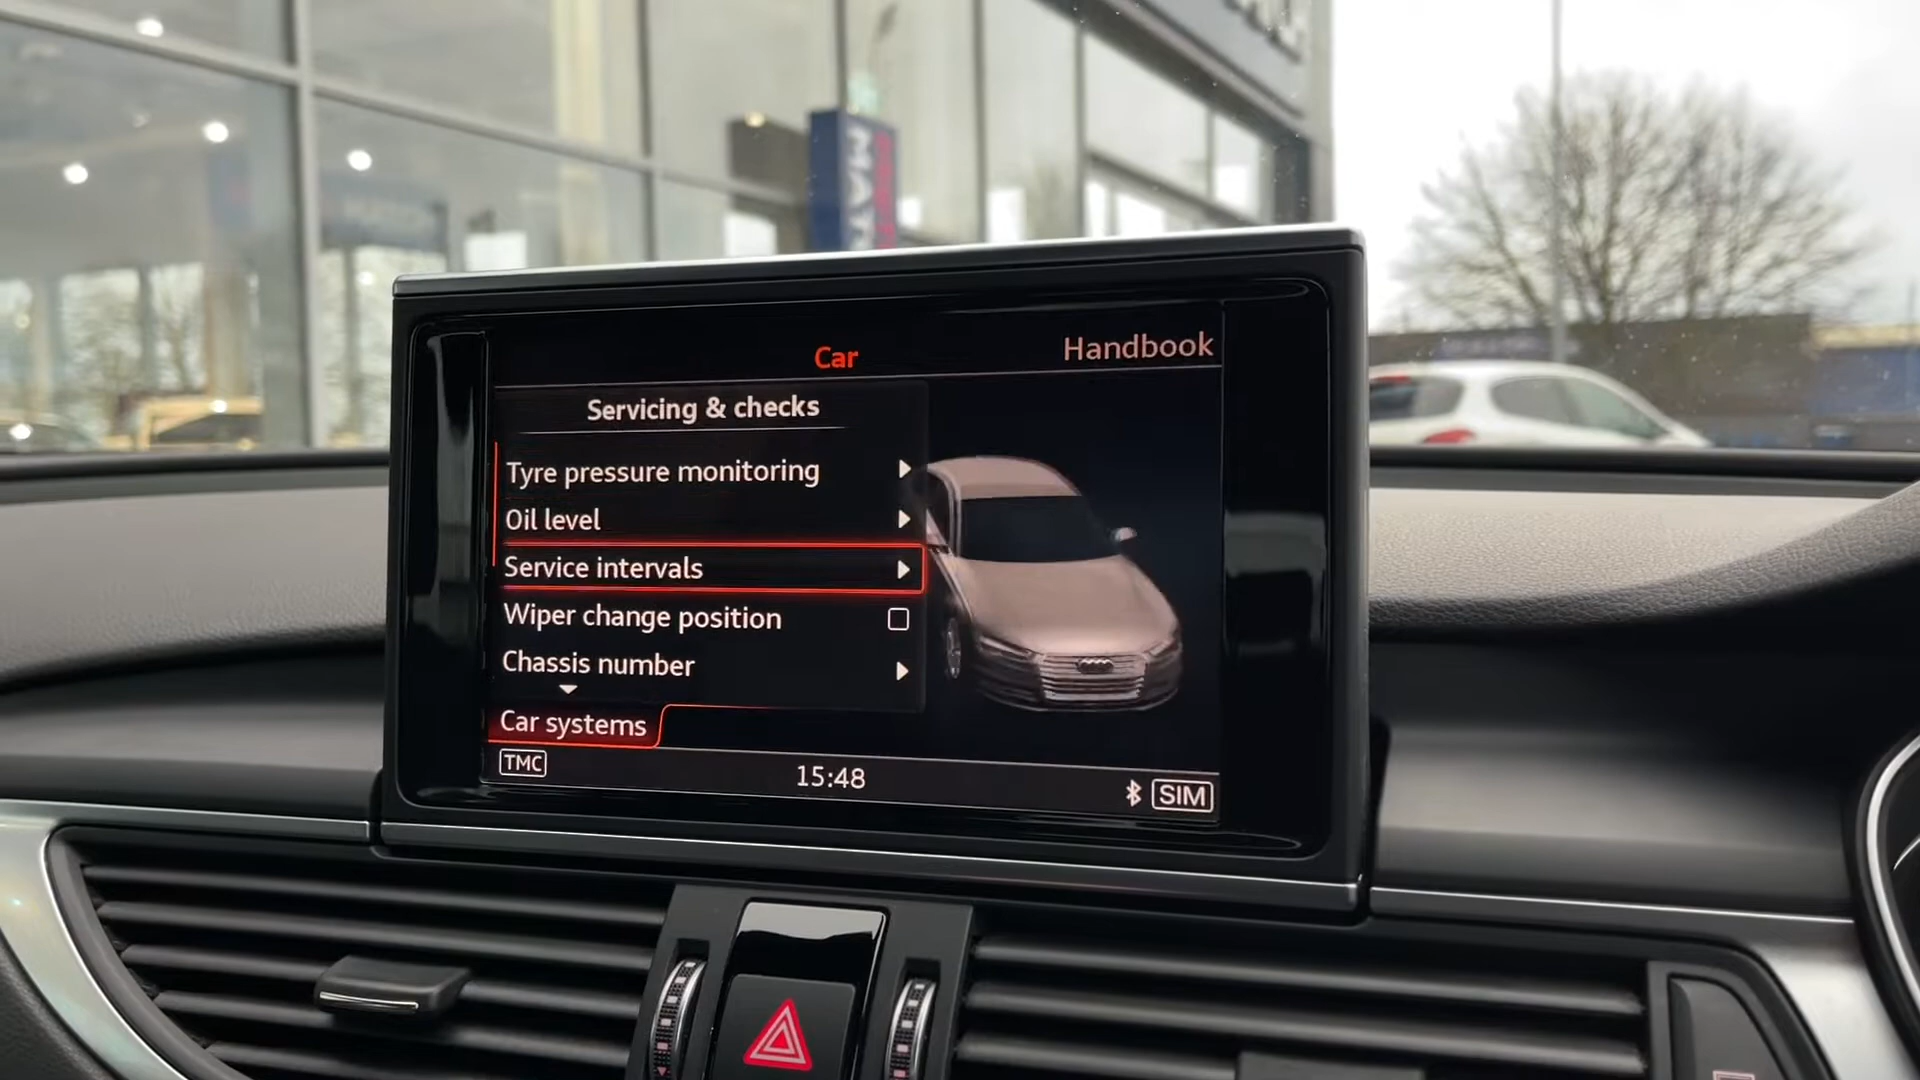 Car
Handbook
Servicing & checks
Tyre pressure monitoring
Oil level
Service intervals
Wiper change position
Chassis number
Car systems
TMC
15:48
SIM